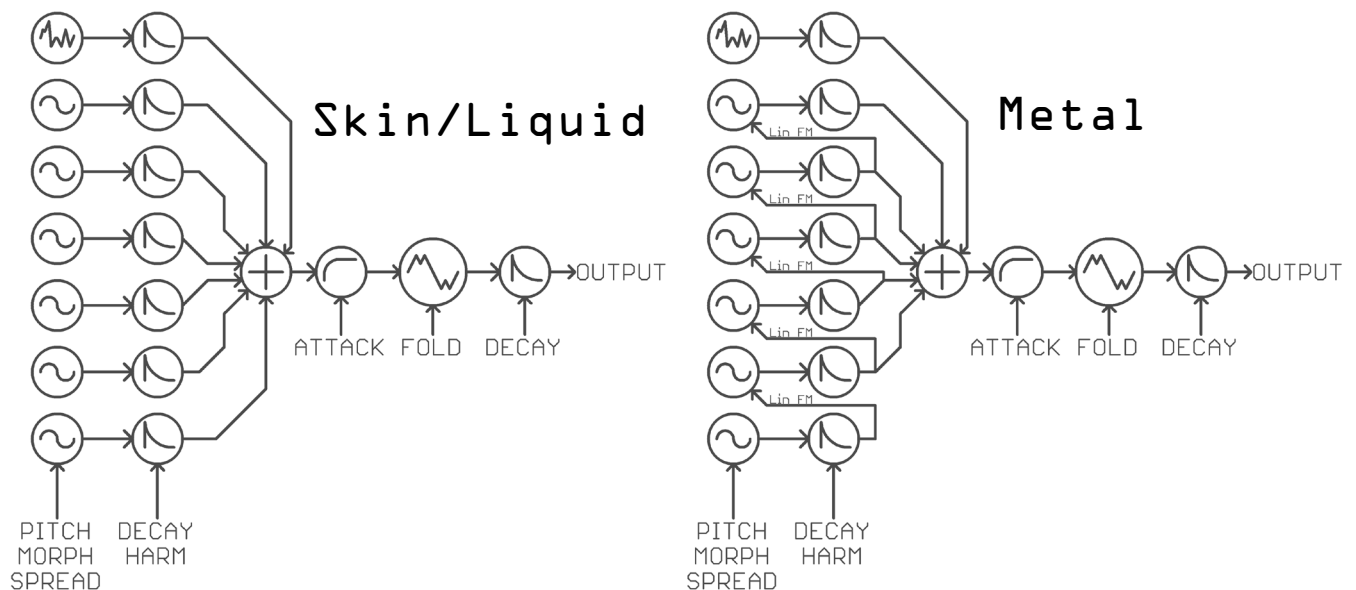 Skin/Liquid
OUTPUT
ATTACK FOLD DECAY
PITCH DECAY
MORPH HARM
SPREAD
Metal
Lin FM
Lin FM
Lin FM
Lin FM
Lin FM
OUTPUT
ATTACK FOLD DECAY
PITCH DECAY
MORPH HARM
SPREAD